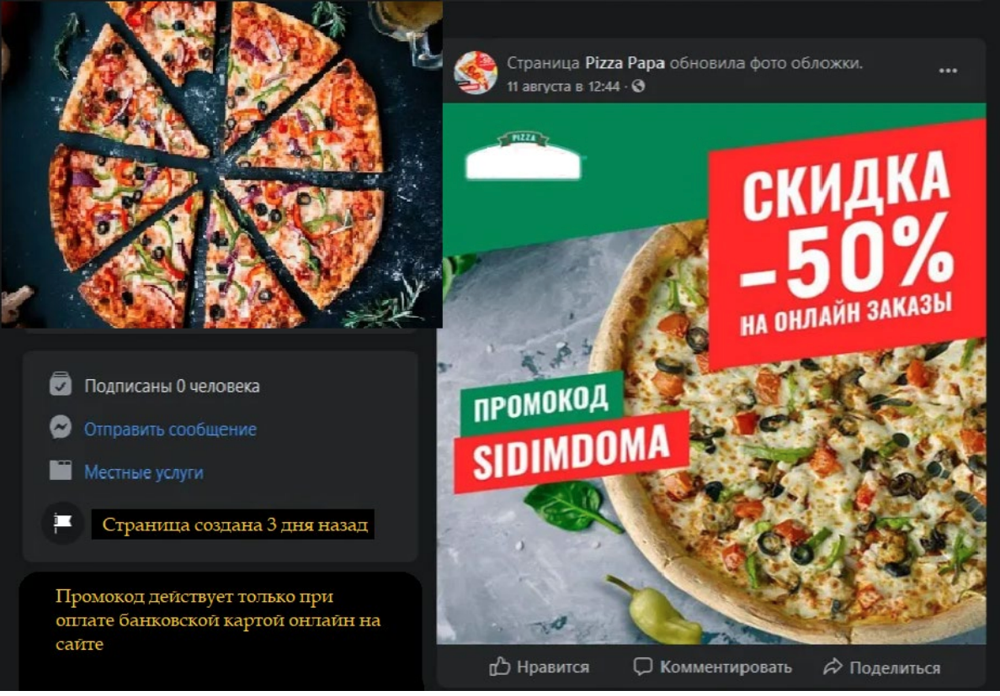 Страница Pizza Papa обновила фото обложки.
11 августа в 12:44
PIZZA
СКИДКА
-50%
НА ОНЛАЙН ЗАКАЗЫ
ПРОМОКОД
SIDIMDOMA
Подписаны 0 человека
Отправить сообщение
Местные услуги
Страница создана 3 дня назад
Промокод действует только при
оплате банковской картой онлайн на
сайте
Нравится
Комментировать
Поделиться